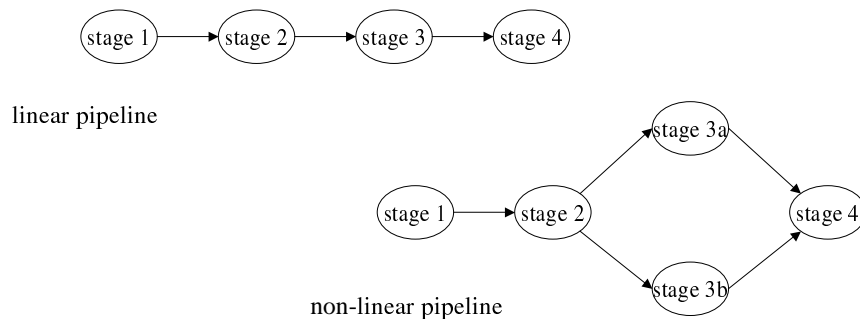 stage 1
stage 2
stage 3
stage 4
linear pipeline
stage 3a
stage 1
stage 2
stage 4
stage 3b
non-linear pipeline